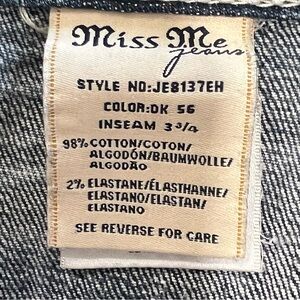 Miss Me
jeans
STYLE NO:JE8137EH
COLOR:DK 56
INSEAM 3 3/4
98% COTTON/COTON/
ALGODÓN/BAUMWOLLE/
ALGODÃO
2% ELASTANE/ÉLASTHANNE/
ELASTANO/ELASTAN/
ELASTANO
SEE REVERSE FOR CARE